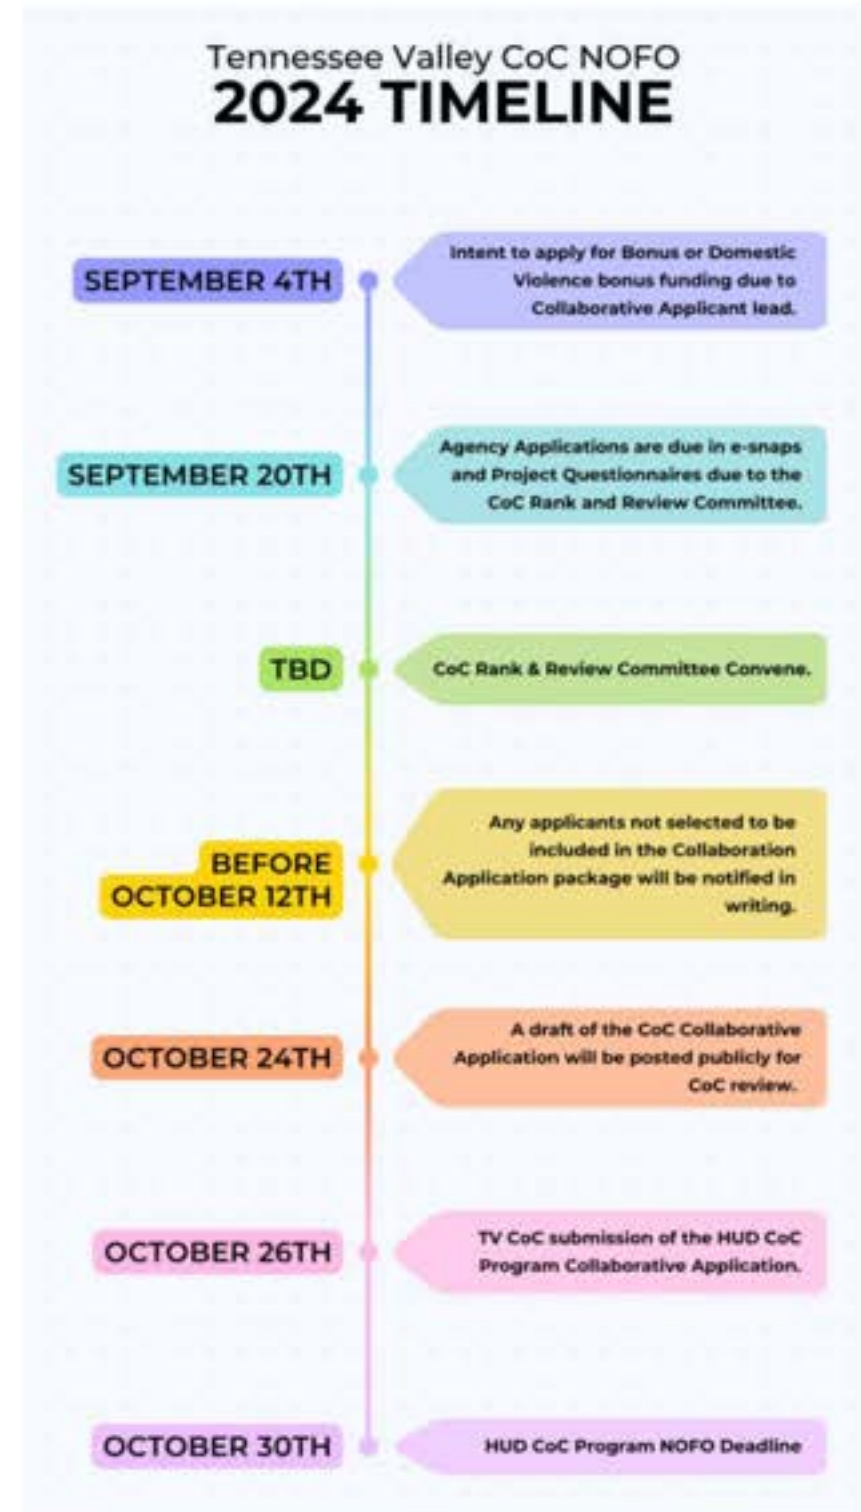 Tennessee Valley CoC NOFO
2024 TIMELINE
SEPTEMBER 4TH
Intent to apply for Bonus or Domestic
Violence bonus funding due to
Collaborative Applicant lead.
SEPTEMBER 20TH
Agency Applications are due in e-snaps
and Project Questionnaires due to the
CoC Rank and Review Committee.
TBD
CoC Rank & Review Committee Convene.
BEFORE
OCTOBER 12TH
Any applicants not selected to be
included in the Collaboration
Application package will be notified in
writing.
OCTOBER 24TH
A draft of the CoC Collaborative
Application will be posted publicly for
CoC review.
OCTOBER 26TH
TV CoC submission of the HUD CoC
Program Collaborative Application.
OCTOBER 30TH
HUD CoC Program NOFO Deadline